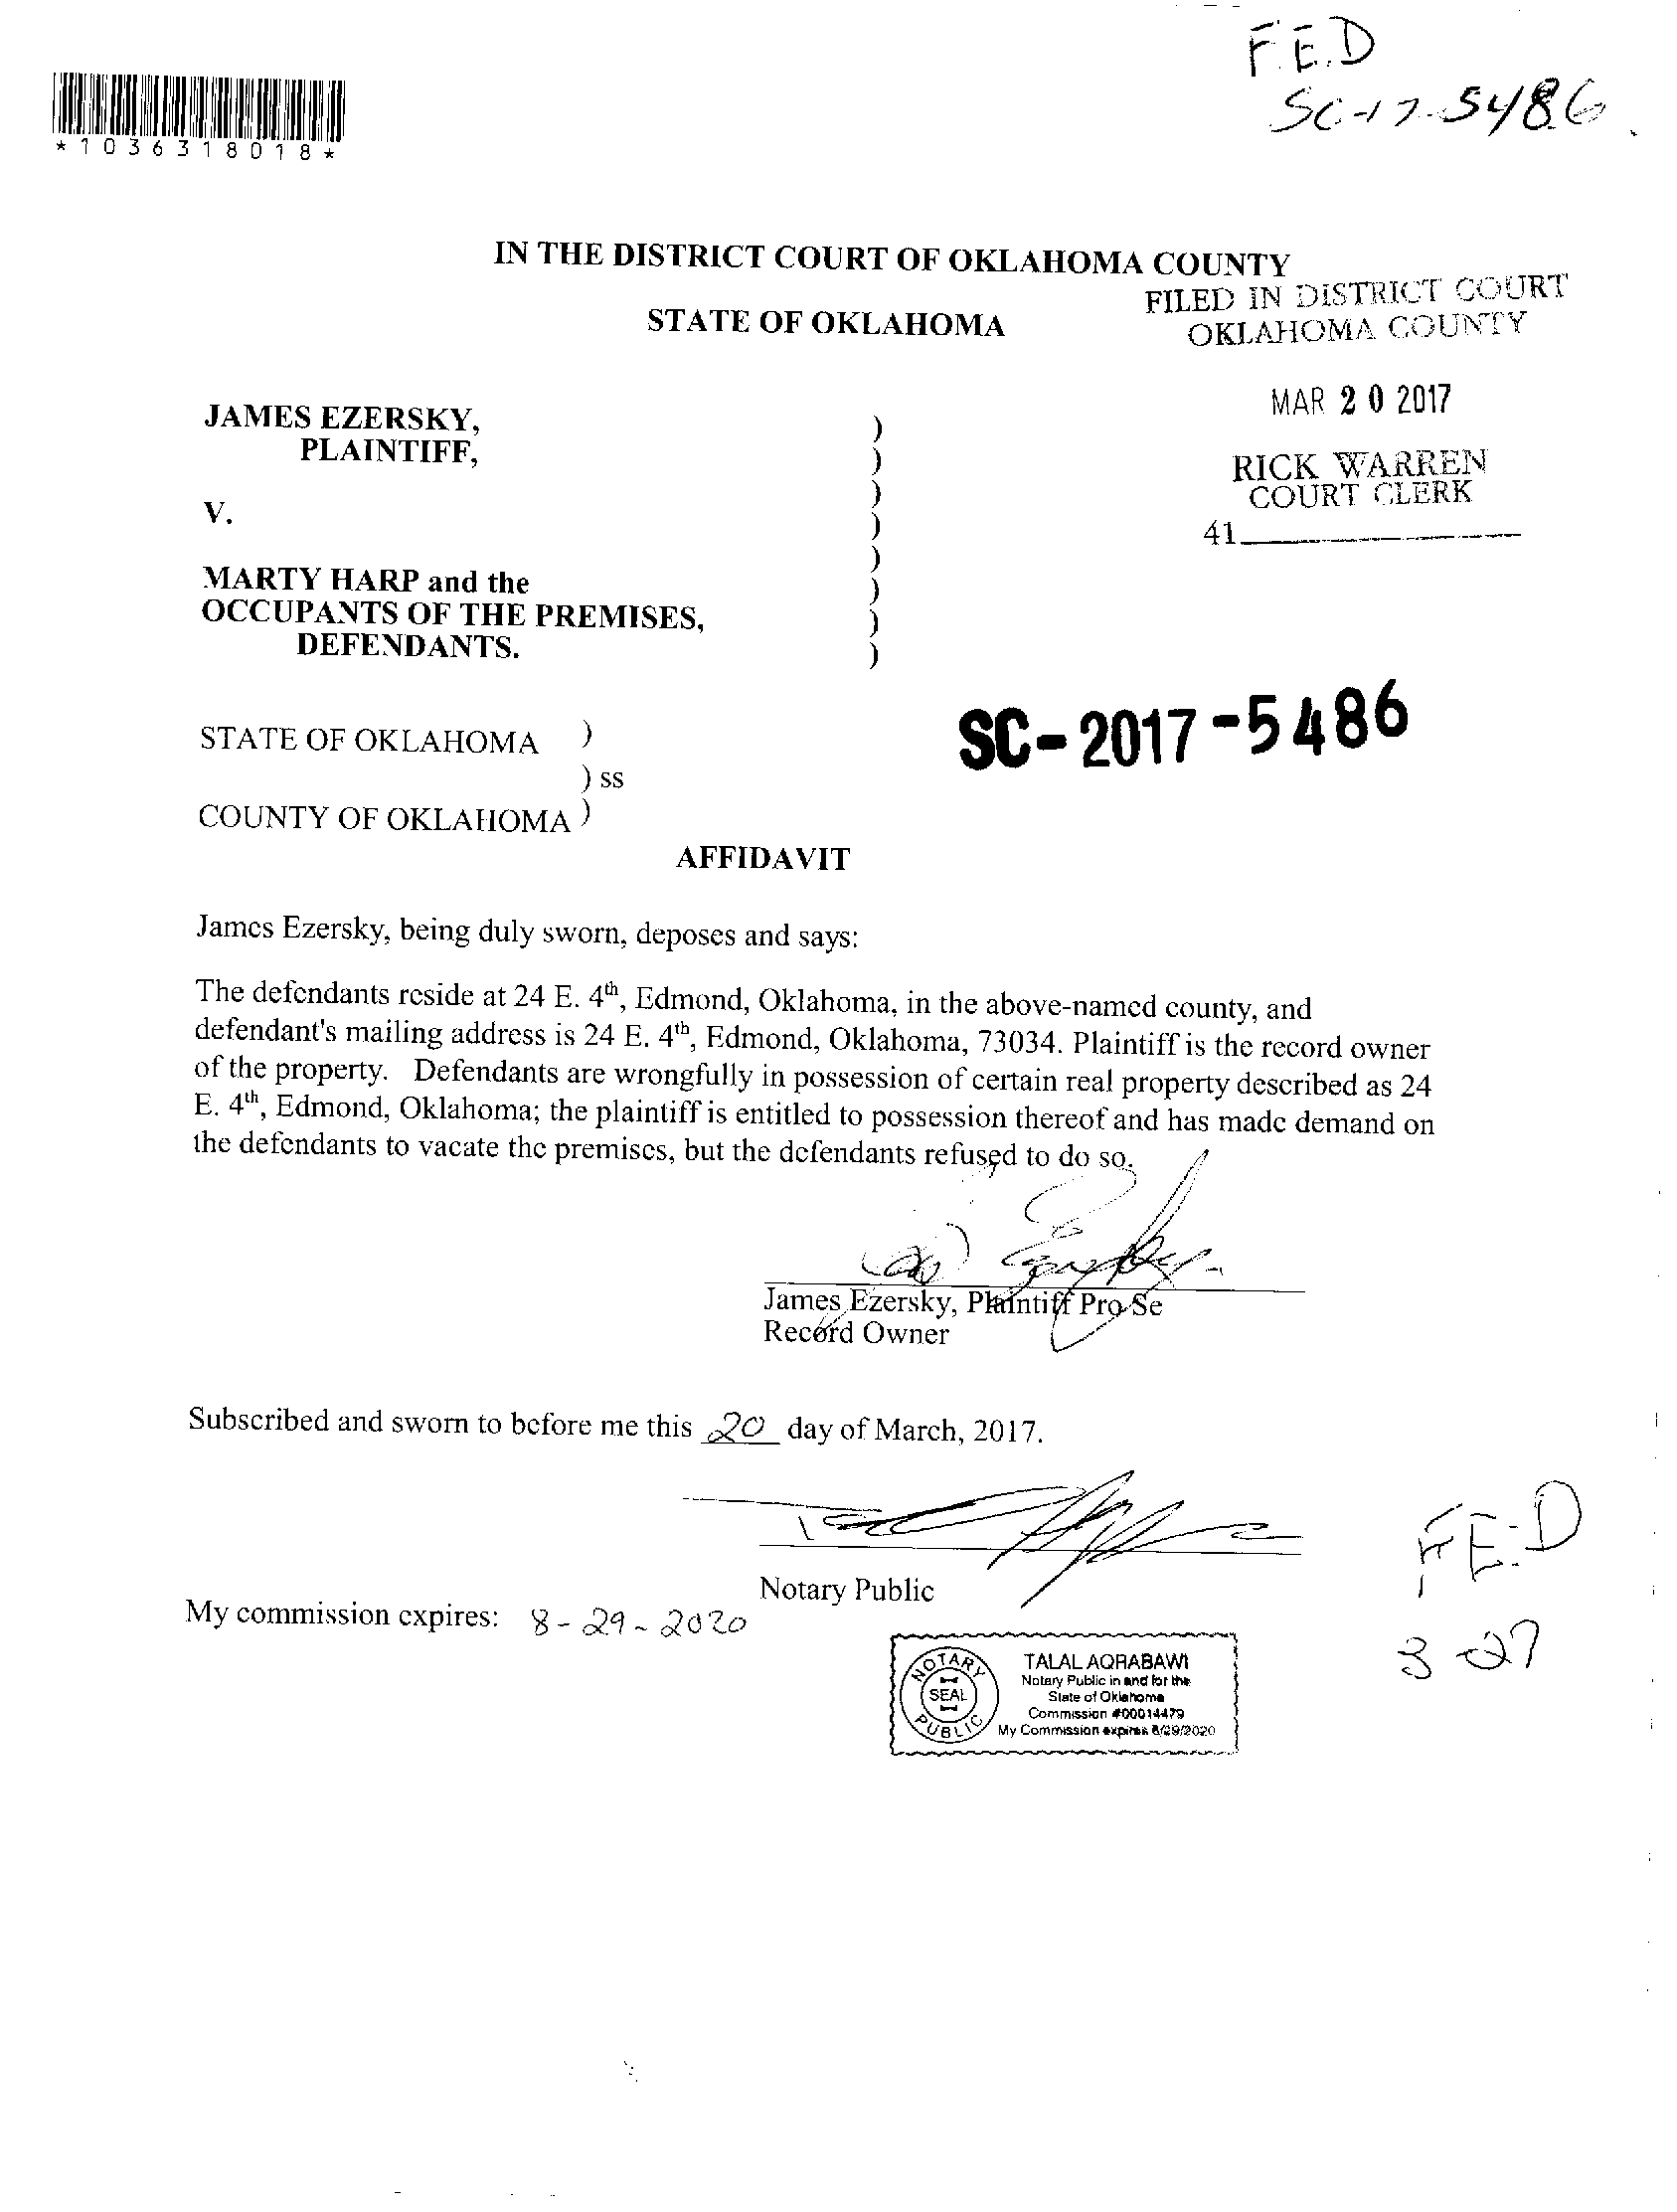 F.E.D
SC-17-5486
*1036318018*
IN THE DISTRICT COURT OF OKLAHOMA COUNTY
STATE OF OKLAHOMA
FILED IN DISTRICT COURT
OKLAHOMA COUNTY
MAR 20 2017
RICK WARREN
COURT CLERK
41
JAMES EZERSKY,
PLAINTIFF,
V.
MARTY HARP and the
OCCUPANTS OF THE PREMISES,
DEFENDANTS.
)
)
)
)
)
)
)
)
STATE OF OKLAHOMA )
) ss
COUNTY OF OKLAHOMA )
SC-2017-5486
AFFIDAVIT
James Ezersky, being duly sworn, deposes and says:
The defendants reside at 24 E. 4th, Edmond, Oklahoma, in the above-named county, and
defendant's mailing address is 24 E. 4th, Edmond, Oklahoma, 73034. Plaintiff is the record owner
of the property. Defendants are wrongfully in possession of certain real property described as 24
E. 4th, Edmond, Oklahoma; the plaintiff is entitled to possession thereof and has made demand on
the defendants to vacate the premises, but the defendants refused to do so.
James Ezersky, Plaintiff Pro Se
Record Owner
Subscribed and sworn to before me this 20 day of March, 2017.
Notary Public
My commission expires: 8-29-2020
F.E.D
3-27
NOTARY PUBLIC
SEAL
TALAL AQRABAWI
Notary Public in and for the
State of Oklahoma
Commission #00014479
My Commission expires 8/29/2020